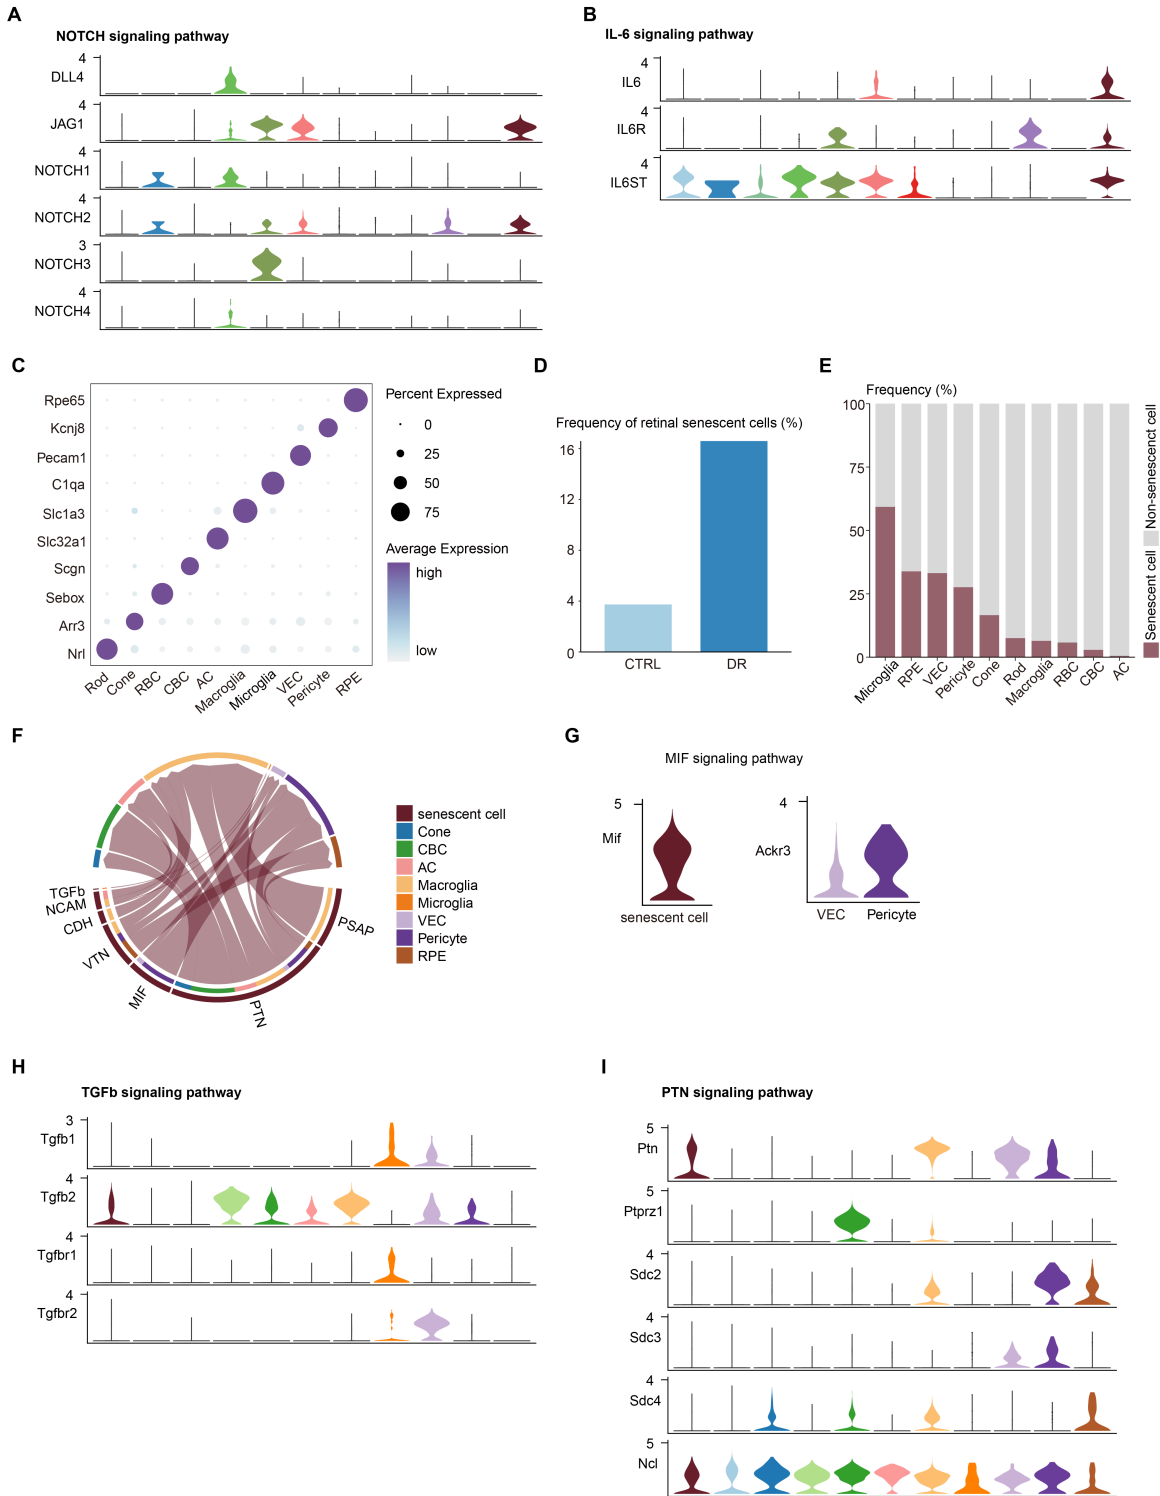 A
NOTCH signaling pathway
4
DLL4
4
JAG1
4
NOTCH1
4
NOTCH2
3
NOTCH3
4
NOTCH4
B
IL-6 signaling pathway
4
IL6
4
IL6R
4
IL6ST
C
Rpe65
Kcnj8
Pecam1
C1qa
Slc1a3
Slc32a1
Scgn
Sebox
Arr3
Nrl
Rod
Cone
RBC
CBC
AC
Macroglia
Microglia
VEC
Pericyte
RPE
Percent Expressed
0
25
50
75
Average Expression
high
low
D
Frequency of retinal senescent cells (%)
16
12
8
4
0
CTRL
DR
E
Frequency (%)
100
75
50
25
0
Microglia
RPE
VEC
Pericyte
Cone
Rod
Macroglia
RBC
CBC
AC
Senescent cell
Non-senescenct cell
F
TGFb
NCAM
CDH
VTN
MIF
PTN
PSAP
senescent cell
Cone
CBC
AC
Macroglia
Microglia
VEC
Pericyte
RPE
G
MIF signaling pathway
5
Mif
senescent cell
4
Ackr3
VEC
Pericyte
H
TGFb signaling pathway
3
Tgfb1
4
Tgfb2
4
Tgfbr1
4
Tgfbr2
I
PTN signaling pathway
5
Ptn
5
Ptprz1
4
Sdc2
4
Sdc3
4
Sdc4
5
Ncl